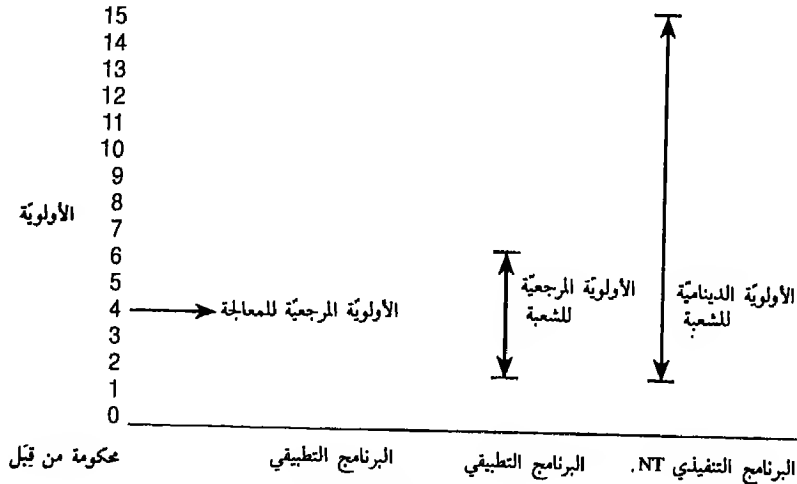 15
14
13
12
11
10
9
8
الأولويّة
7
6
5
4
3
2
1
0
الأولويّة المرجعيّة للمعالجة
الأولويّة المرجعيّة
للشعبة
الأولويّة الديناميّة
للشعبة
محكومة من قِبَل
البرنامج التطبيقي
البرنامج التطبيقي
البرنامج التنفيذي NT.